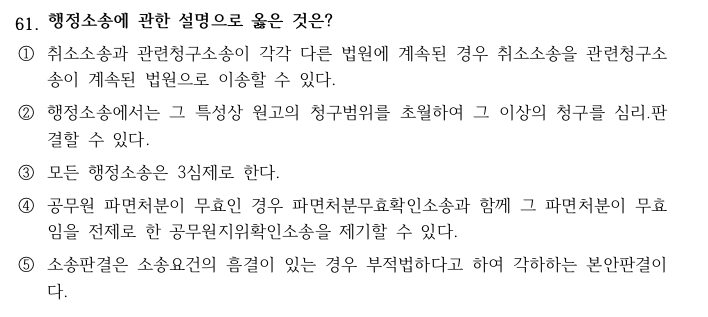 61. 행정소송에 관한 설명으로 옳은 것은?
① 취소소송과 관련청구소송이 각각 다른 법원에 계속된 경우 취소소송을 관련청구소
송이 계속된 법원으로 이송할 수 있다.
② 행정소송에서는 그 특성상 원고의 청구범위를 초월하여 그 이상의 청구를 심리.판
결할 수 있다.
③ 모든 행정소송은 3심제로 한다.
④ 공무원 파면처분이 무효인 경우 파면처분무효확인소송과 함께 그 파면처분이 무효
임을 전제로 한 공무원지위확인소송을 제기할 수 있다.
⑤ 소송판결은 소송요건의 흠결이 있는 경우 부적법하다고 하여 각하하는 본안판결이
다.